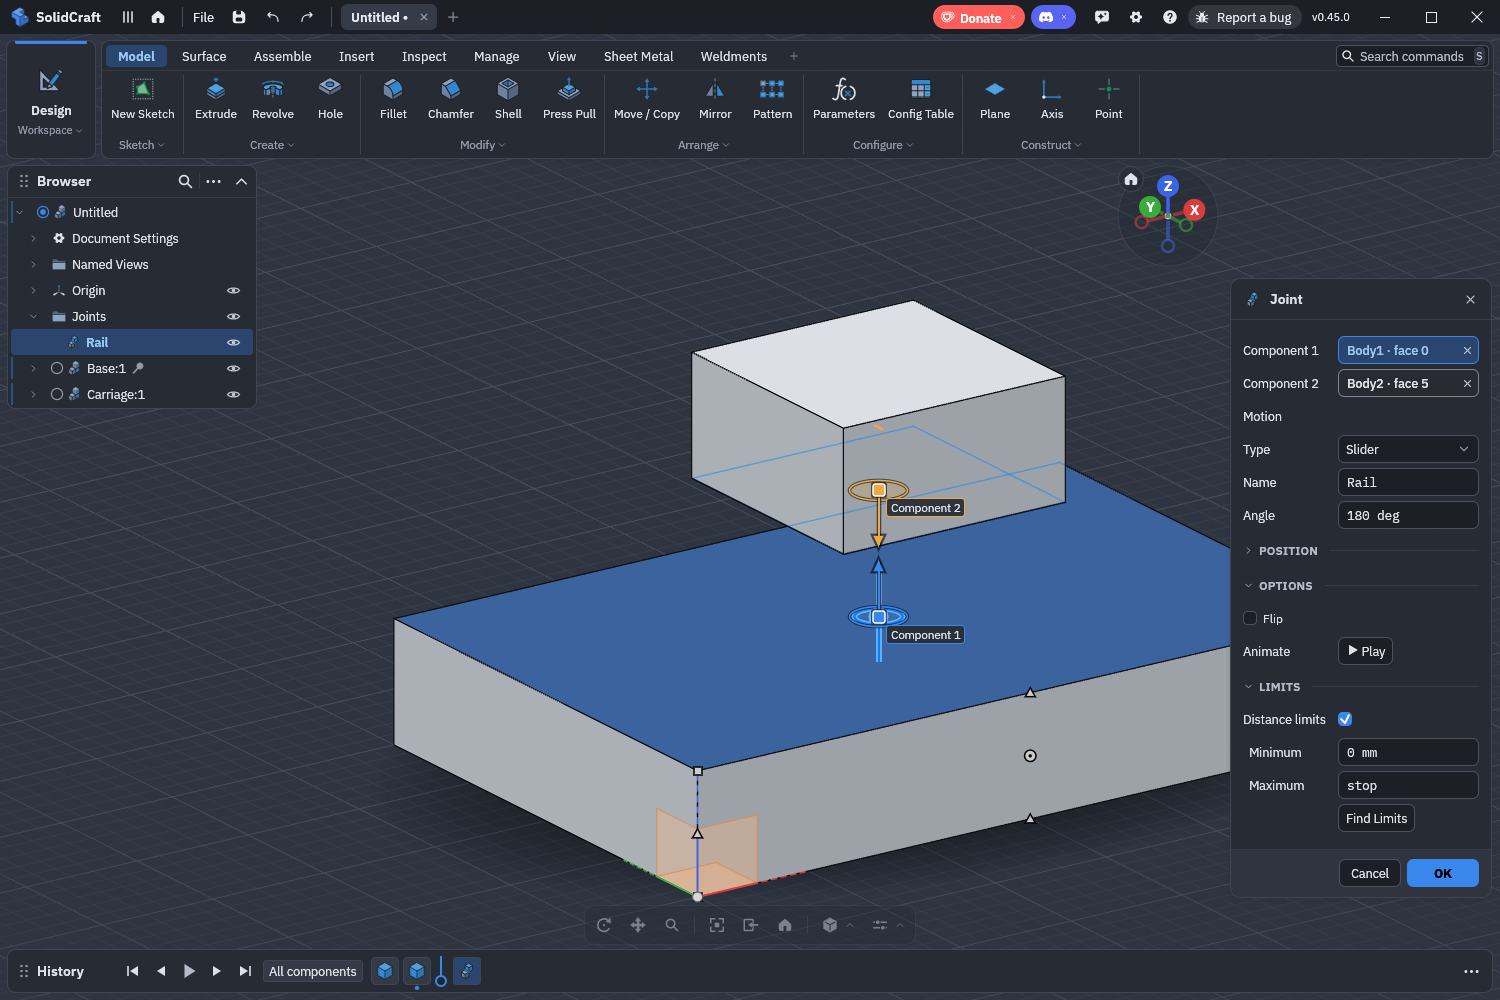 SolidCraft File Untitled • Donate Report a bug v0.45.0
Model Surface Assemble Insert Inspect Manage View Sheet Metal Weldments Search commands S
Design
Workspace
New Sketch Extrude Revolve Hole Fillet Chamfer Shell Press Pull Move / Copy Mirror Pattern Parameters Config Table Plane Axis Point
Sketch Create Modify Arrange Configure Construct
Browser
Untitled
Document Settings
Named Views
Origin
Joints
Rail
Base:1
Carriage:1
Z
Y X
Component 2
Component 1
Joint
Component 1 Body1 · face 0
Component 2 Body2 · face 5
Motion
Type Slider
Name Rail
Angle 180 deg
POSITION
OPTIONS
Flip
Animate Play
LIMITS
Distance limits
Minimum 0 mm
Maximum stop
Find Limits
Cancel OK
History All components